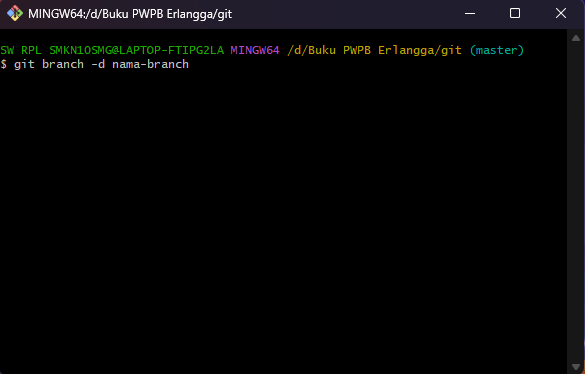 MINGW64:/d/Buku PWPB Erlangga/git
SW RPL SMKN10SMG@LAPTOP-FTIPG2LA MINGW64 /d/Buku PWPB Erlangga/git (master)
$ git branch -d nama-branch